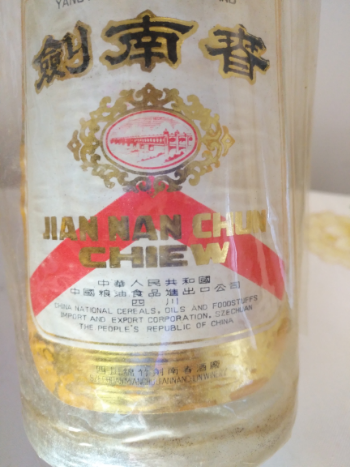 劍南春
JIAN NAN CHUN
CHIEW
中華人民共和國
中國粮油食品進出口公司
四川
CHINA NATIONAL CEREALS, OILS AND FOODSTUFFS
IMPORT AND EXPORT CORPORATION, SZECHUAN
THE PEOPLE'S REPUBLIC OF CHINA